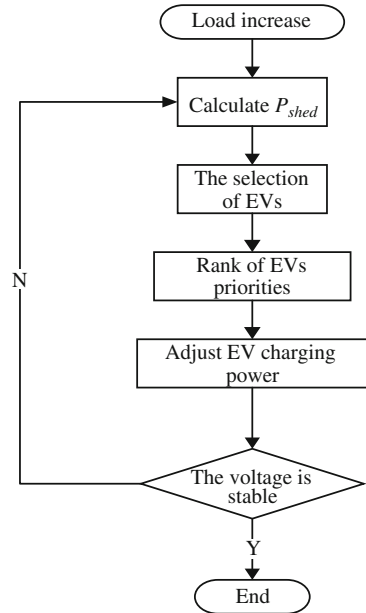 Load increase
Calculate P_shed
The selection
of EVs
Rank of EVs
priorities
N
Adjust EV charging
power
The voltage is
stable
Y
End